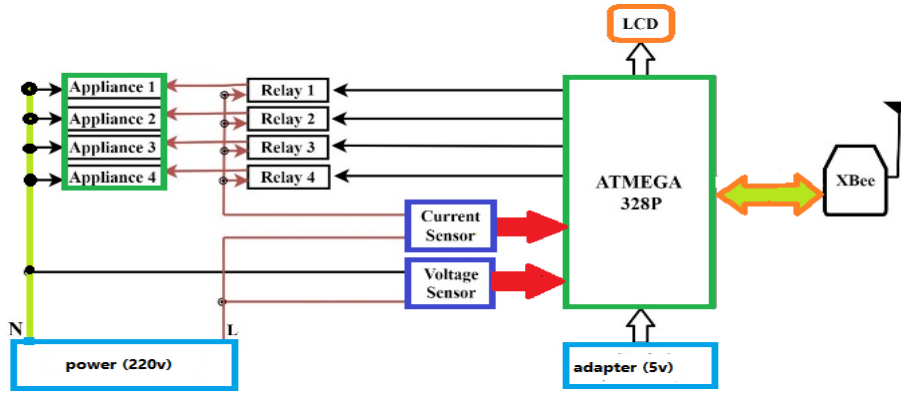 LCD
Appliance 1
Appliance 2
Appliance 3
Appliance 4
Relay 1
Relay 2
Relay 3
Relay 4
ATMEGA
328P
XBee
Current
Sensor
Voltage
Sensor
N
L
power (220v)
adapter (5v)